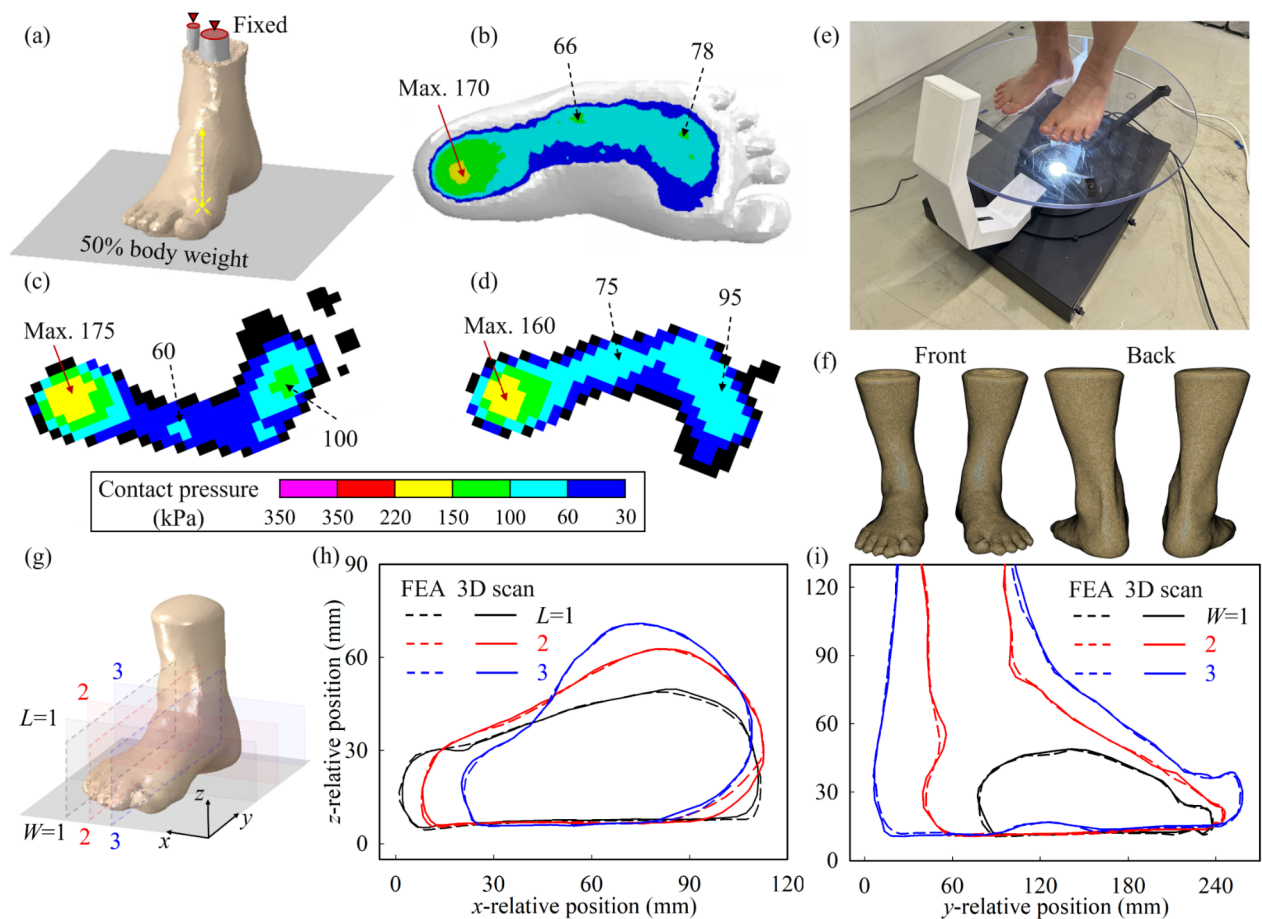 (a)
Fixed
50% body weight
(b)
66
78
Max. 170
(c)
Max. 175
60
100
(d)
75
95
Max. 160
Contact pressure
(kPa)
350 350 220 150 100 60 30
(e)
(f)
Front Back
(g)
3
2
L=1
W=1 2 3
z
x
y
(h)
FEA 3D scan
L=1
2
3
90
60
30
0
z-relative position (mm)
0 30 60 90 120
x-relative position (mm)
(i)
FEA 3D scan
W=1
2
3
120
90
60
30
0
0 60 120 180 240
y-relative position (mm)